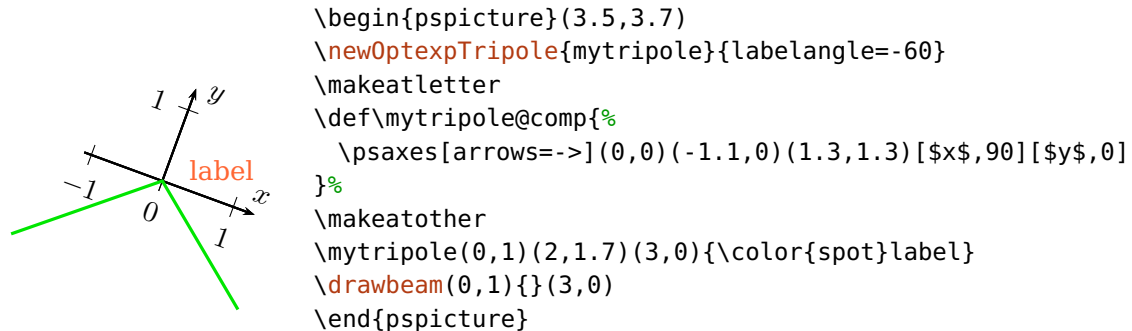 1
y
label
−1
x
0
1
\begin{pspicture}(3.5,3.7)
\newOptexpTripole{mytripole}{labelangle=-60}
\makeatletter
\def\mytripole@comp{%
  \psaxes[arrows=->](0,0)(-1.1,0)(1.3,1.3)[$x$,90][$y$,0]
}%
\makeatother
\mytripole(0,1)(2,1.7)(3,0){\color{spot}label}
\drawbeam(0,1){}(3,0)
\end{pspicture}